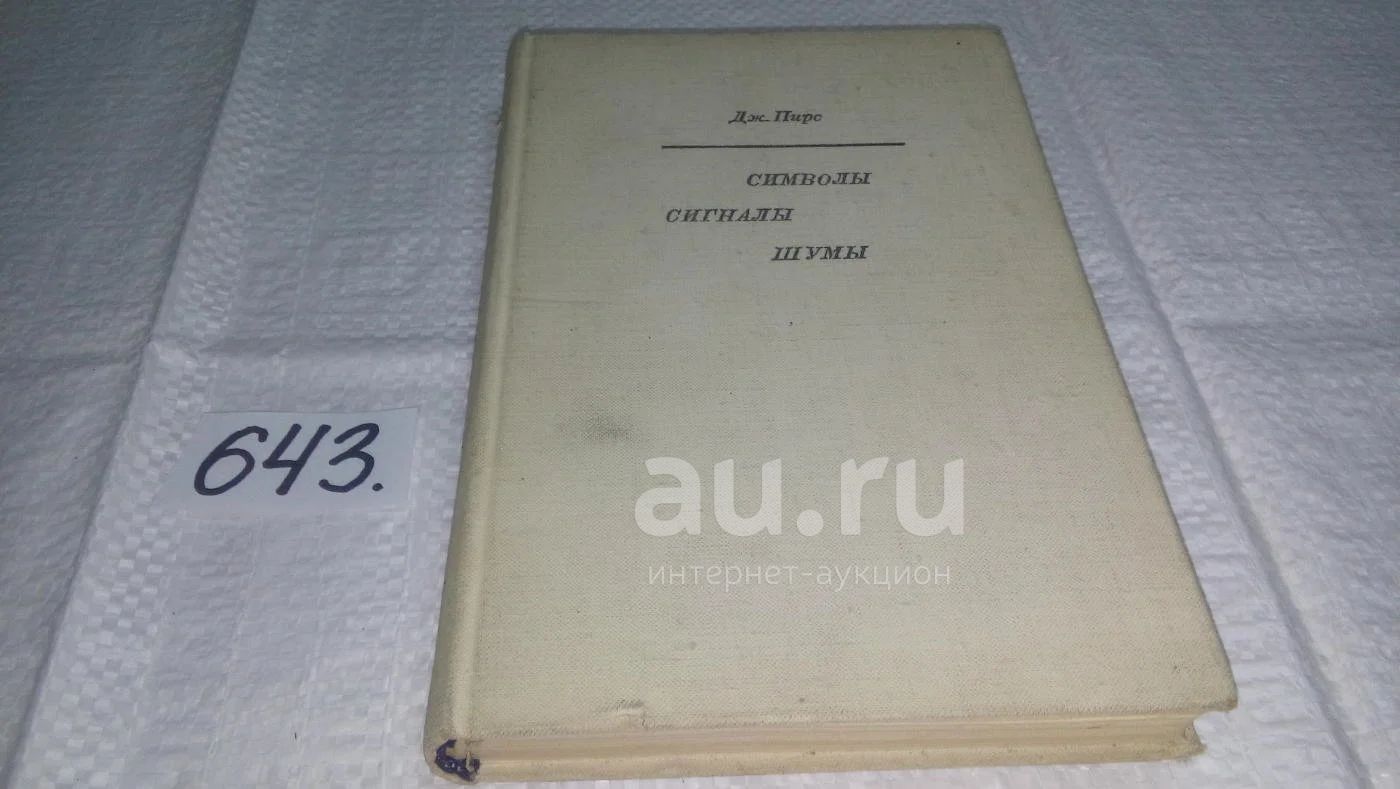 Дж. Пирс
СИМВОЛЫ
СИГНАЛЫ
ШУМЫ
643.
au.ru
интернет-аукцион